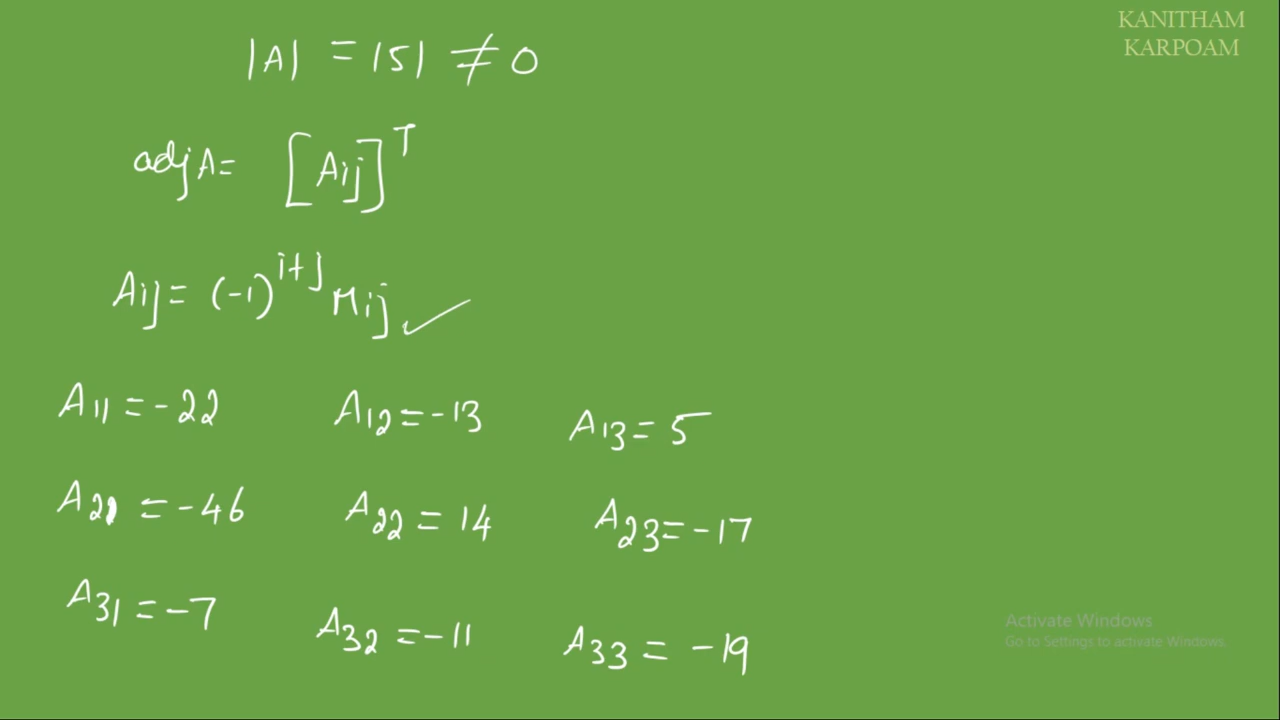 KANITHAM
KARPOAM
|A| = 151 ≠ 0
adj A = [Aij]^T
Aij = (-1)^i+j Mij ✓
A11 = -22 A12 = -13 A13 = 5
A21 = -46 A22 = 14 A23 = -17
A31 = -7 A32 = -11 A33 = -19
Activate Windows
Go to Settings to activate Windows.